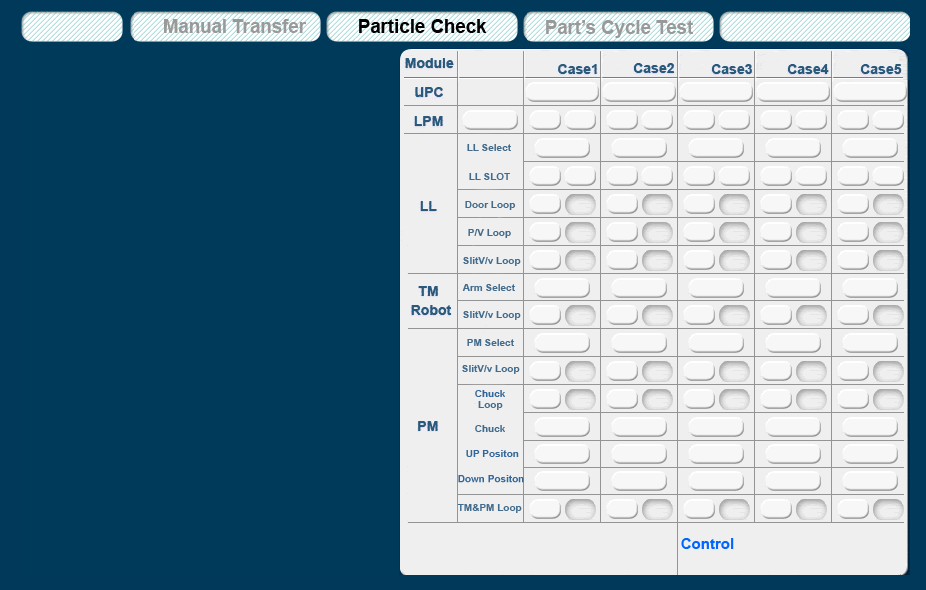 Manual Transfer Particle Check Part's Cycle Test
Module Case1 Case2 Case3 Case4 Case5
UPC
LPM
LL
LL Select
LL SLOT
Door Loop
P/V Loop
SlitV/v Loop
TM
Robot
Arm Select
SlitV/v Loop
PM
PM Select
SlitV/v Loop
Chuck
Loop
Chuck
UP Positon
Down Positon
TM&PM Loop
Control